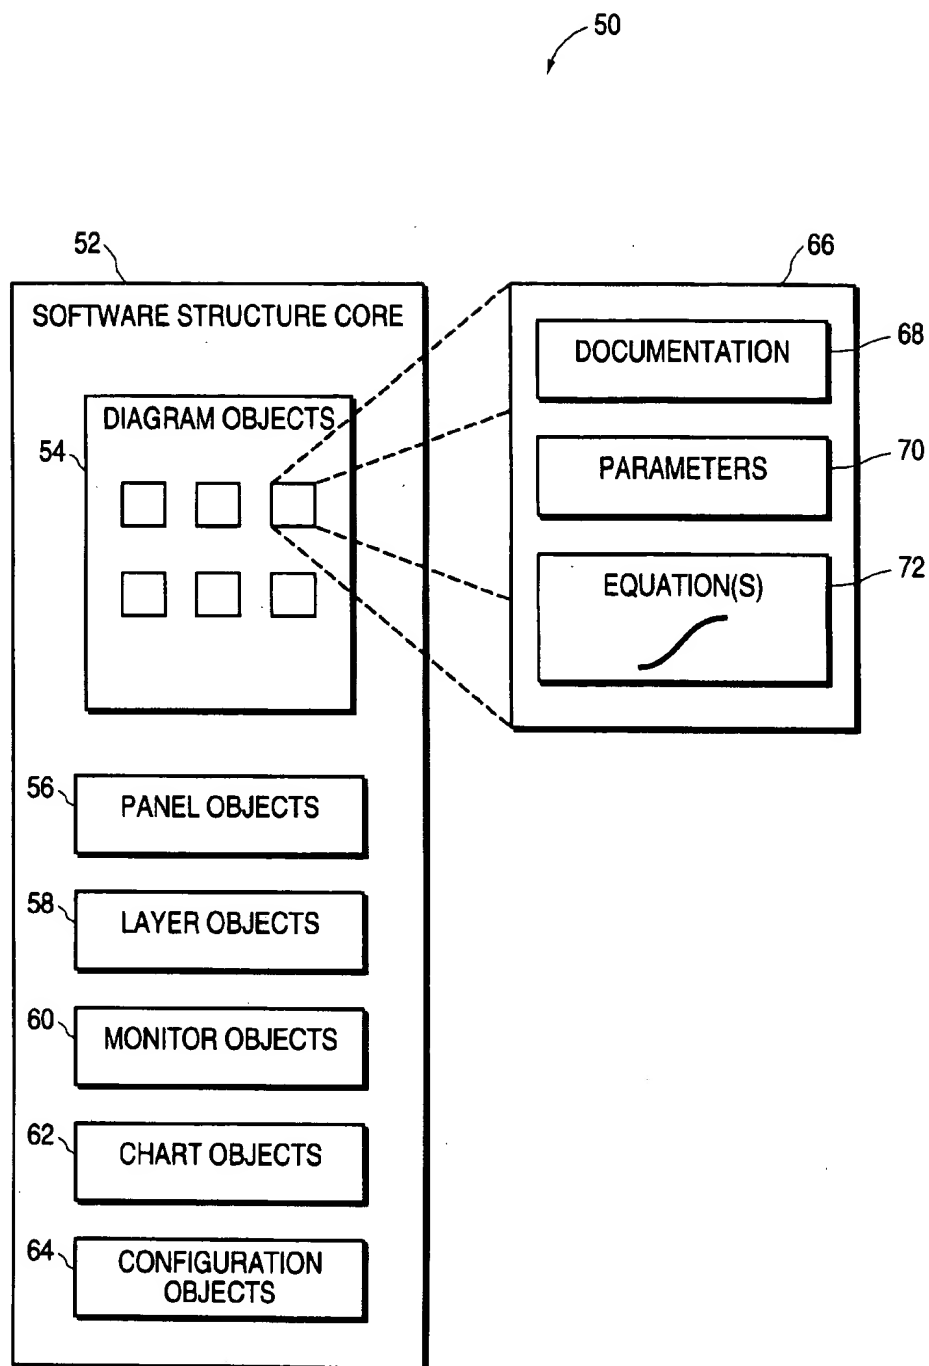 50
52
66
SOFTWARE STRUCTURE CORE
DOCUMENTATION
68
DIAGRAM OBJECTS
54
PARAMETERS
70
EQUATION(S)
72
56
PANEL OBJECTS
58
LAYER OBJECTS
60
MONITOR OBJECTS
62
CHART OBJECTS
64
CONFIGURATION
OBJECTS